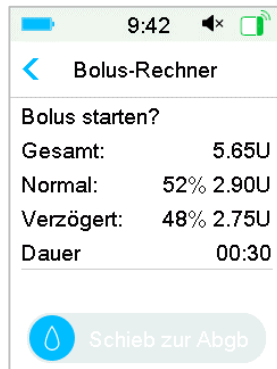 9:42
Bolus-Rechner
Bolus starten?
Gesamt: 5.65U
Normal: 52% 2.90U
Verzögert: 48% 2.75U
Dauer 00:30
Schieb zur Abgb